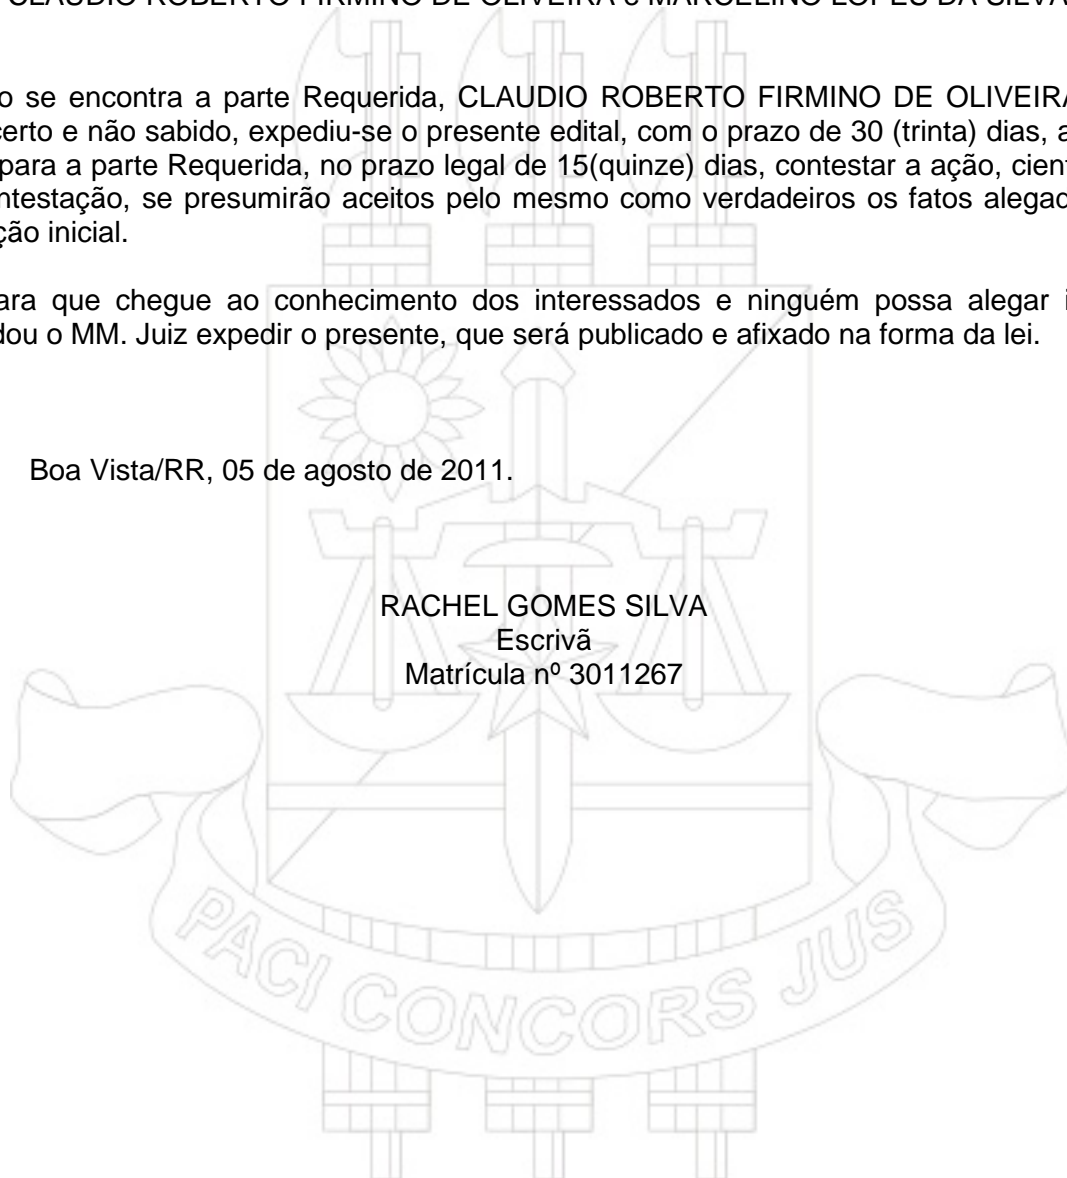 CLAUDIO ROBERTO FIRMINO DE OLIVEIRA e MARCELINO LOPES DA SILVA
se encontra a parte Requerida, CLAUDIO ROBERTO FIRMINO DE OLIVEIRA
certo e não sabido, expediu-se o presente edital, com o prazo de 30 (trinta) dias, a
para a parte Requerida, no prazo legal de 15(quinze) dias, contestar a ação, cient
ntestação, se presumirão aceitos pelo mesmo como verdadeiros os fatos alegad
ção inicial.
ara que chegue ao conhecimento dos interessados e ninguém possa alegar i
dou o MM. Juiz expedir o presente, que será publicado e afixado na forma da lei.
Boa Vista/RR, 05 de agosto de 2011.
RACHEL GOMES SILVA
Escrivã
Matrícula nº 3011267
PACI CONCORS JUS